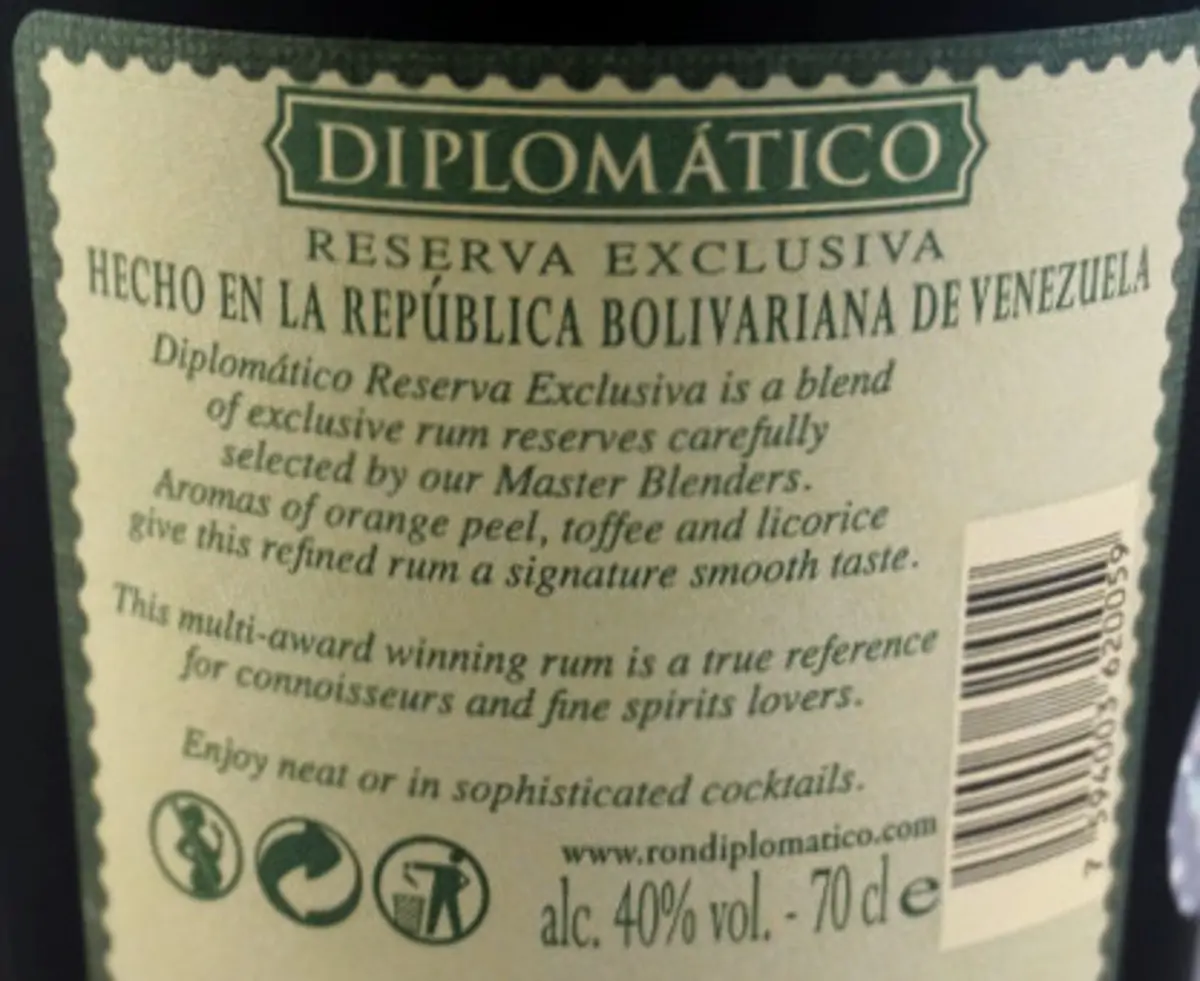 DIPLOMÁTICO
RESERVA EXCLUSIVA
HECHO EN LA REPÚBLICA BOLIVARIANA DE VENEZUELA
Diplomático Reserva Exclusiva is a blend
of exclusive rum reserves carefully
selected by our Master Blenders.
Aromas of orange peel, toffee and licorice
give this refined rum a signature smooth taste.
This multi-award winning rum is a true reference
for connoisseurs and fine spirits lovers.
Enjoy neat or in sophisticated cocktails.
www.rondiplomatico.com
alc. 40% vol. - 70 cl e
7 594003 620059